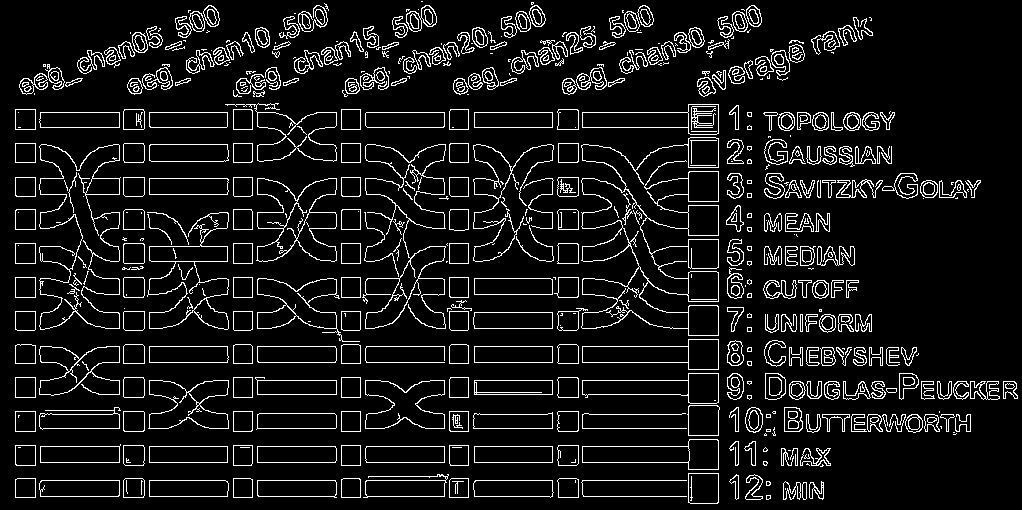 eeg_chan05_500
eeg_chan10_500
eeg_chan15_500
eeg_chan20_500
eeg_chan25_500
eeg_chan30_500
average rank
1: TOPOLOGY
2: GAUSSIAN
3: SAVITZKY-GOLAY
4: MEAN
5: MEDIAN
6: CUTOFF
7: UNIFORM
8: CHEBYSHEV
9: DOUGLAS-PEUCKER
10: BUTTERWORTH
11: MAX
12: MIN